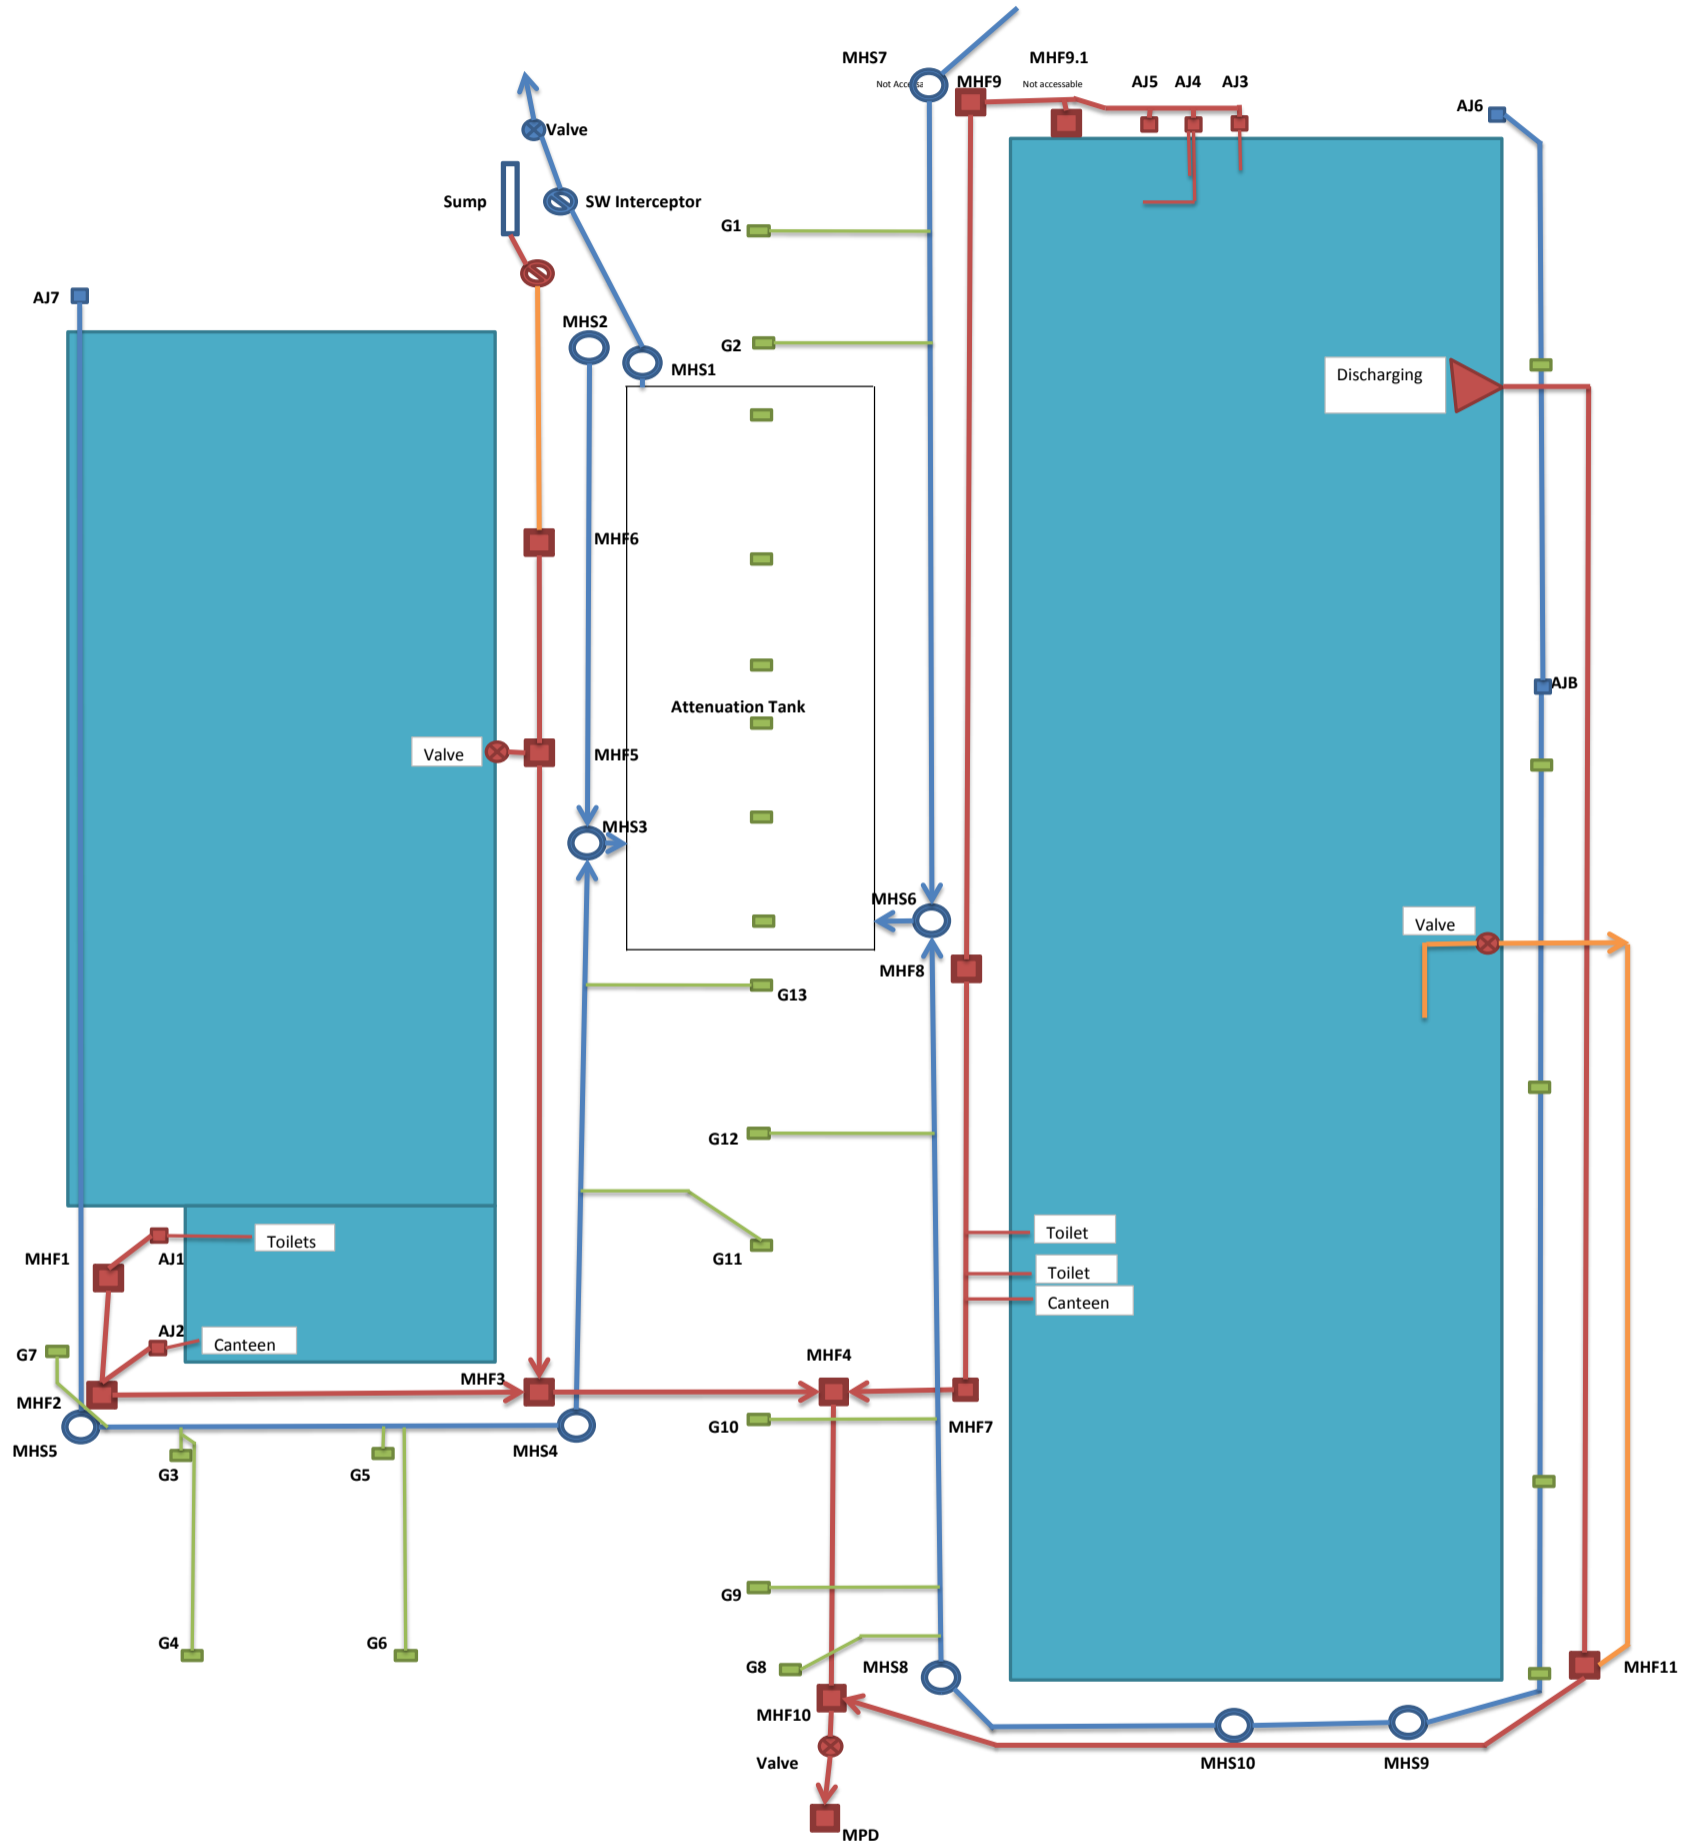 MHS7
MHF9.1
Not Accessa
MHF9
Not accessable
AJ5
AJ4
AJ3
AJ6
Valve
Sump
SW Interceptor
G1
AJ7
MHS2
G2
MHS1
Discharging
MHF6
AJB
Attenuation Tank
Valve
MHF5
MHS3
MHS6
Valve
MHF8
G13
G12
Toilet
Toilets
MHF1
AJ1
G11
Toilet
Canteen
AJ2
Canteen
G7
MHF4
MHF3
MHF2
G10
MHF7
MHS5
MHS4
G3
G5
G9
G4
G6
G8
MHS8
MHF11
MHF10
Valve
MHS10
MHS9
MPD